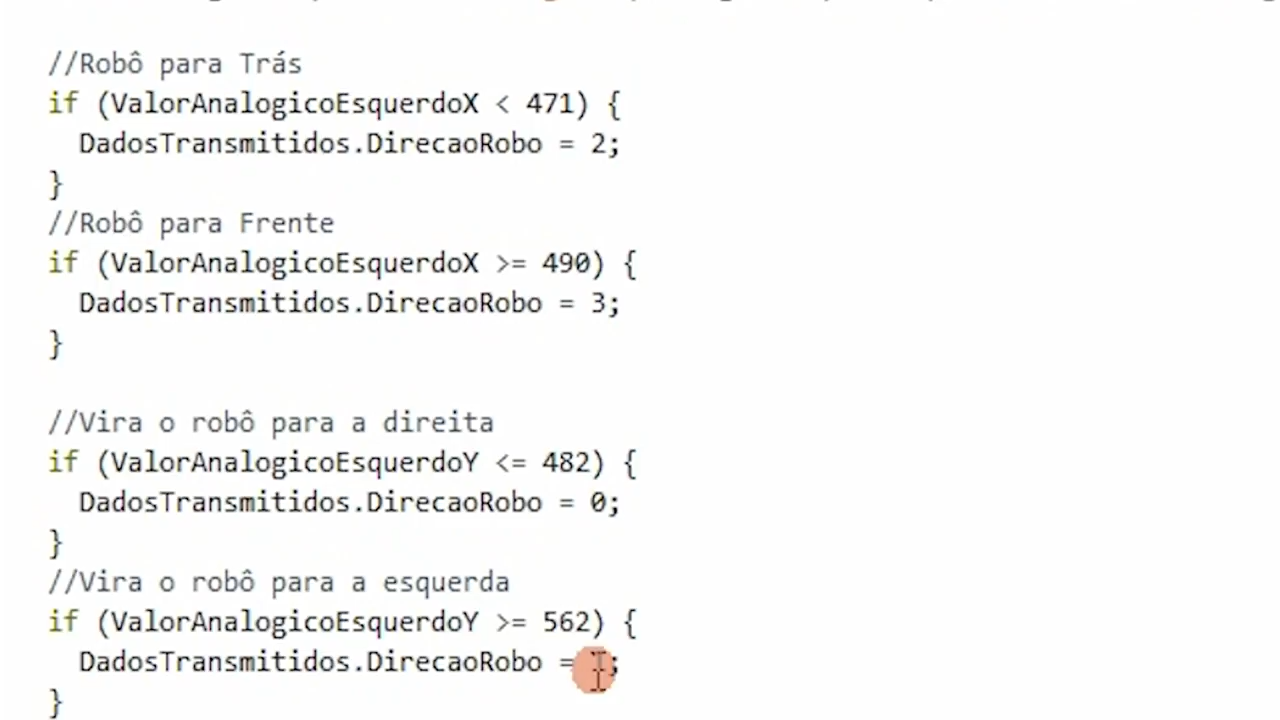 //Robô para Trás
if (ValorAnalogicoEsquerdoX < 471) {
DadosTransmitidos.DirecaoRobo = 2;
}
//Robô para Frente
if (ValorAnalogicoEsquerdoX >= 490) {
DadosTransmitidos.DirecaoRobo = 3;
}
//Vira o robô para a direita
if (ValorAnalogicoEsquerdoY <= 482) {
DadosTransmitidos.DirecaoRobo = 0;
}
//Vira o robô para a esquerda
if (ValorAnalogicoEsquerdoY >= 562) {
DadosTransmitidos.DirecaoRobo = ;
}